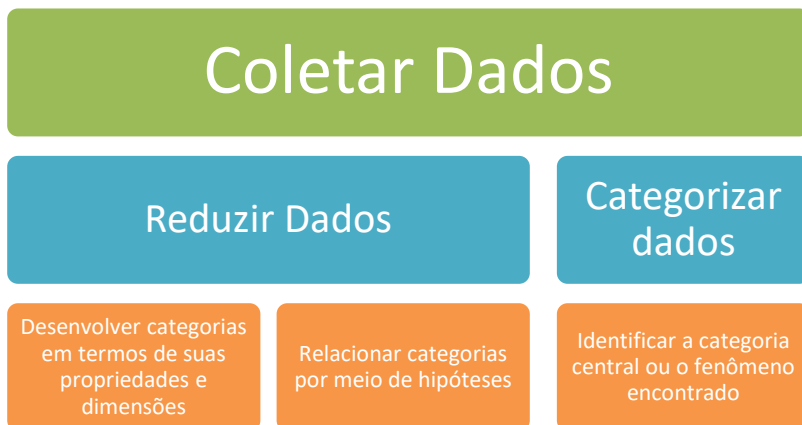 Coletar Dados
Reduzir Dados
Categorizar
dados
Desenvolver categorias
em termos de suas
propriedades e
dimensões
Relacionar categorias
por meio de hipóteses
Identificar a categoria
central ou o fenômeno
encontrado